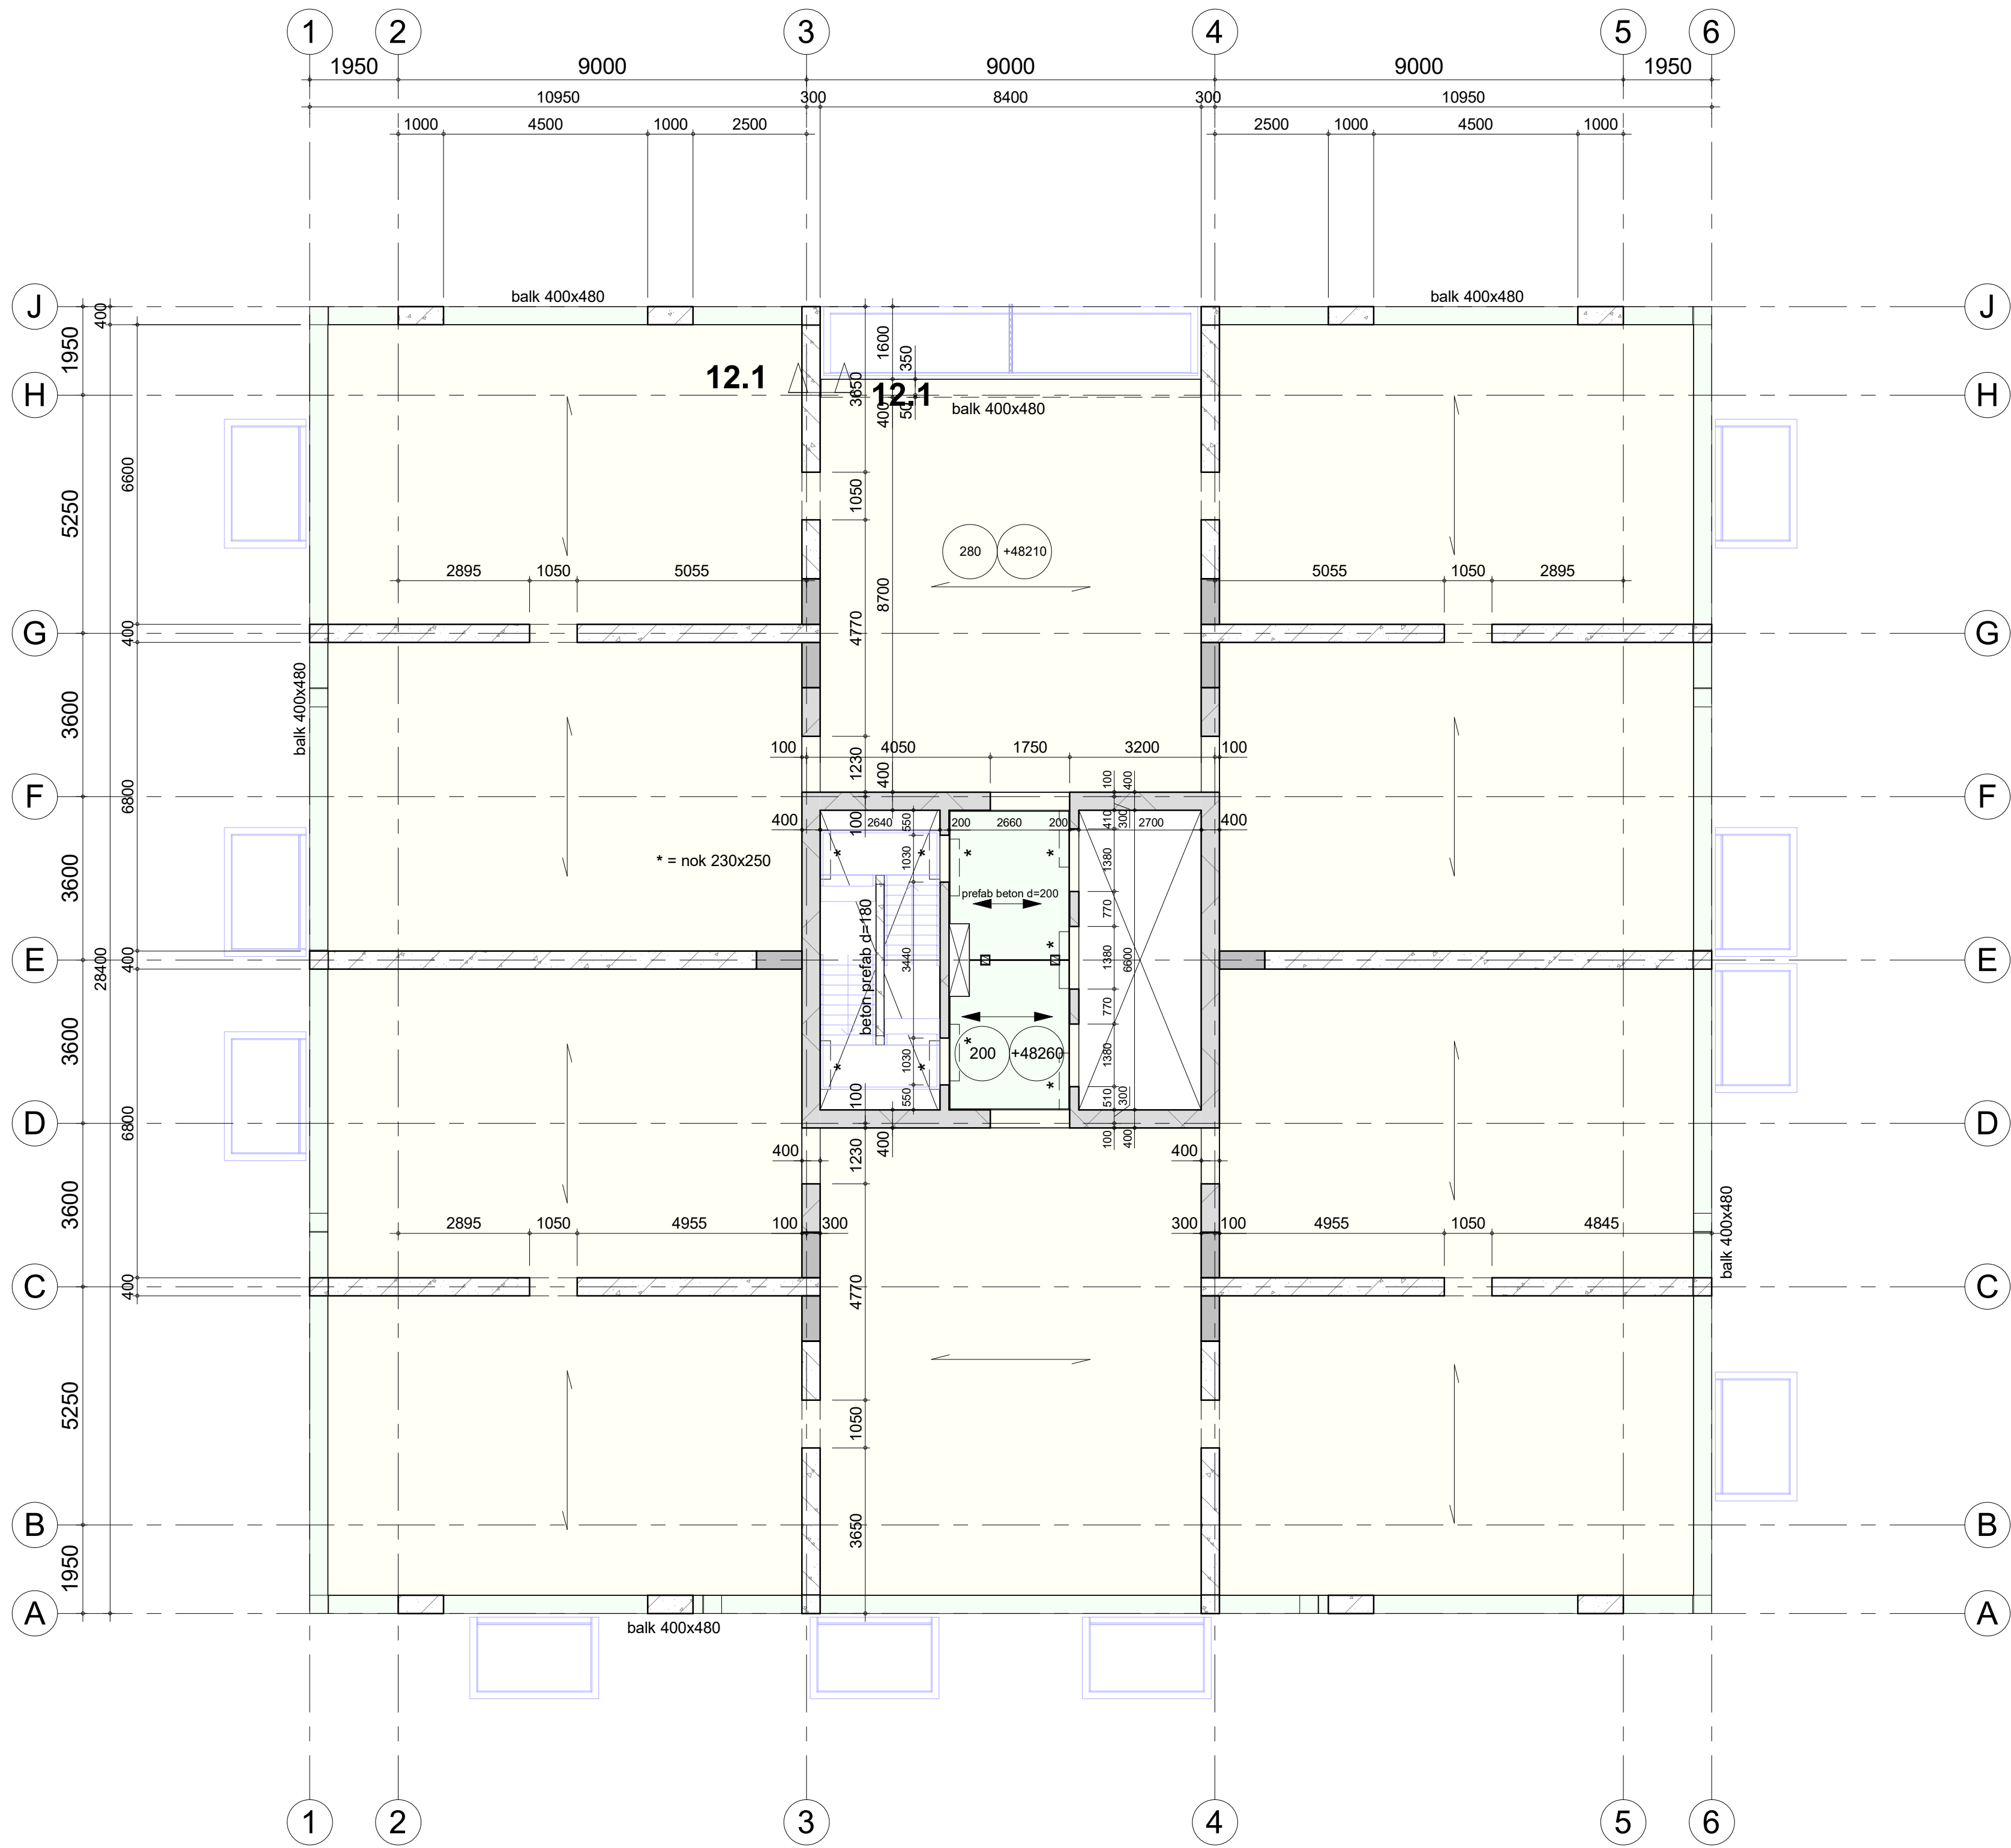 1 2 3 4 5 6
1950 9000 9000 9000 1950
10950 300 8400 300 10950
1000 4500 1000 2500 2500 1000 4500 1000
balk 400x480 balk 400x480
J 400 J
1950 1600 350
12.1 3650 12.1
H 400 50 balk 400x480 H
6600
5250 1050
280 +48210
2895 1050 5055 5055 1050 2895
8700
G 400 4770 G
balk 400x480
3600
100 4050 1750 3200 100
1230 400 100 400
F 6800 F
400 100 2640 550 200 2660 200 410 300 2700 400
* = nok 230x250 * * * *
1030 1380
3600 prefab beton d=200
beton prefab d=180 770
*
E 28400 400 3440 1380 6600 E
770
3600 * 200 +48260
* * 1030 1380 *
100 550 510 300
D 6800 D
1230 400 100 400
400 400
3600 balk 400x480
2895 1050 4955 100 300 300 100 4955 1050 4845
C 400 4770 C
5250 1050
B 3650 B
1950
A A
balk 400x480
1 2 3 4 5 6